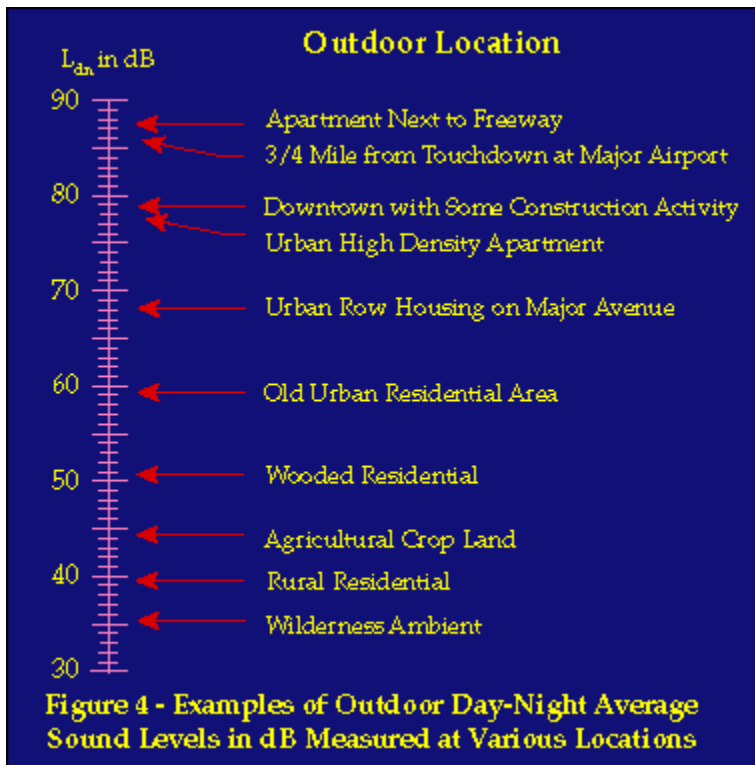 Outdoor Location
Ldn in dB
90
Apartment Next to Freeway
3/4 Mile from Touchdown at Major Airport
80
Downtown with Some Construction Activity
Urban High Density Apartment
70
Urban Row Housing on Major Avenue
60
Old Urban Residential Area
50
Wooded Residential
Agricultural Crop Land
40
Rural Residential
Wilderness Ambient
30
Figure 4 - Examples of Outdoor Day-Night Average
Sound Levels in dB Measured at Various Locations